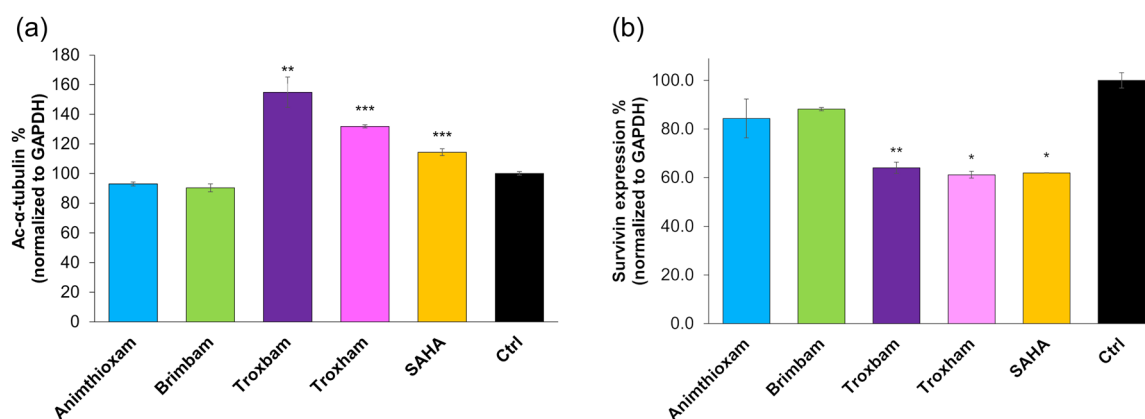 (a)
Ac-α-tubulin %
(normalized to GAPDH)
180
160
140
120
100
80
60
40
20
0
**
***
***
Animthioxam
Brimbam
Troxbam
Troxham
SAHA
Ctrl
(b)
Survivin expression %
(normalized to GAPDH)
100.0
80.0
60.0
40.0
20.0
0.0
**
*
*
Animthioxam
Brimbam
Troxbam
Troxham
SAHA
Ctrl